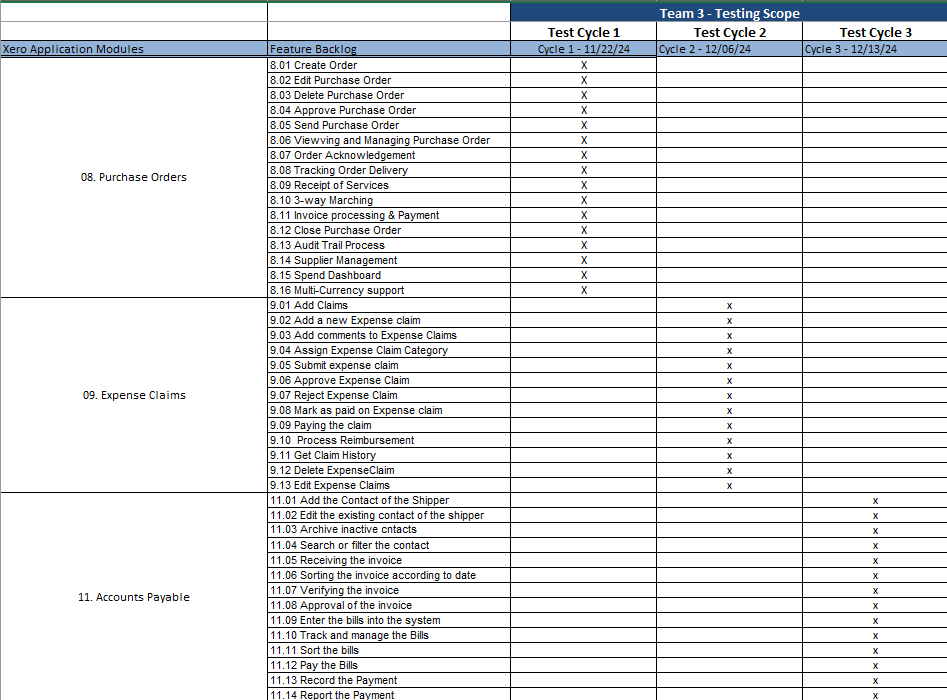 Team 3 - Testing Scope
Test Cycle 1 Test Cycle 2 Test Cycle 3
Xero Application Modules Feature Backlog Cycle 1 - 11/22/24 Cycle 2 - 12/06/24 Cycle 3 - 12/13/24
8.01 Create Order X
8.02 Edit Purchase Order X
8.03 Delete Purchase Order X
8.04 Approve Purchase Order X
8.05 Send Purchase Order X
8.06 Viewving and Managing Purchase Order X
8.07 Order Acknowledgement X
08. Purchase Orders
8.08 Tracking Order Delivery X
8.09 Receipt of Services X
8.10 3-way Marching X
8.11 Invoice processing & Payment X
8.12 Close Purchase Order X
8.13 Audit Trail Process X
8.14 Supplier Management X
8.15 Spend Dashboard X
8.16 Multi-Currency support X
9.01 Add Claims x
9.02 Add a new Expense claim x
9.03 Add comments to Expense Claims x
9.04 Assign Expense Claim Category x
9.05 Submit expense claim x
9.06 Approve Expense Claim x
09. Expense Claims 9.07 Reject Expense Claim x
9.08 Mark as paid on Expense claim x
9.09 Paying the claim x
9.10 Process Reimbursement x
9.11 Get Claim History x
9.12 Delete ExpenseClaim x
9.13 Edit Expense Claims x
11.01 Add the Contact of the Shipper x
11.02 Edit the existing contact of the shipper x
11.03 Archive inactive cntacts x
11.04 Search or filter the contact x
11.05 Receiving the invoice x
11.06 Sorting the invoice according to date x
11.07 Verifying the invoice x
11. Accounts Payable
11.08 Approval of the invoice x
11.09 Enter the bills into the system x
11.10 Track and manage the Bills x
11.11 Sort the bills x
11.12 Pay the Bills x
11.13 Record the Payment x
11.14 Report the Payment x